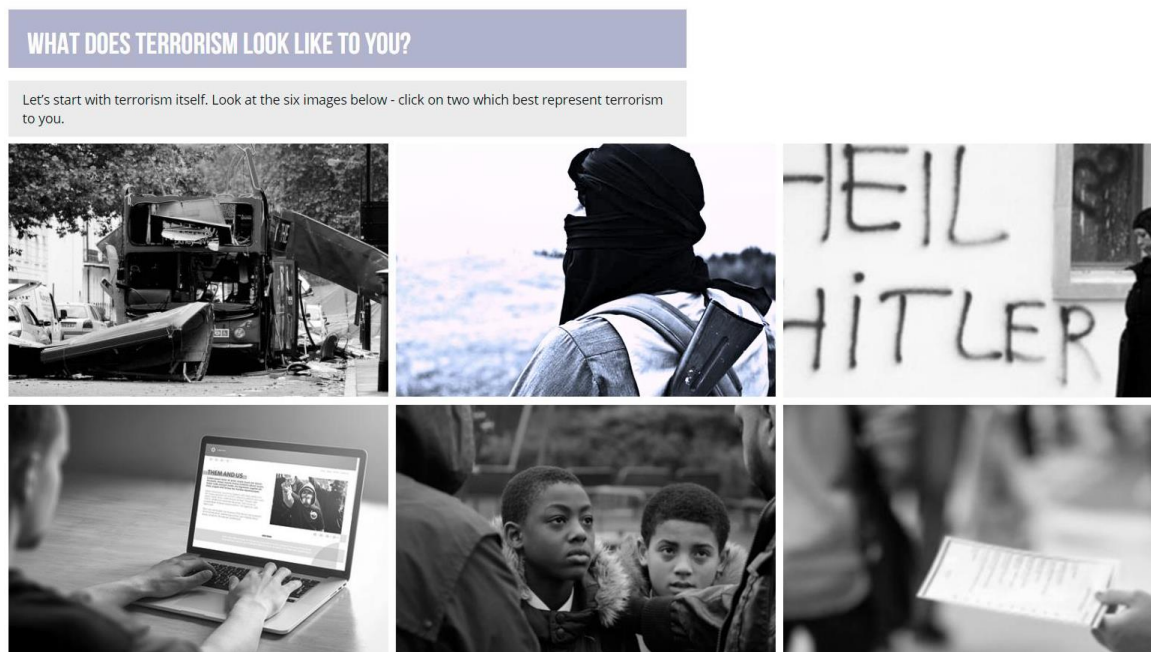 WHAT DOES TERRORISM LOOK LIKE TO YOU?
Let's start with terrorism itself. Look at the six images below - click on two which best represent terrorism
to you.
HEIL
HiTLER
THEM AND US